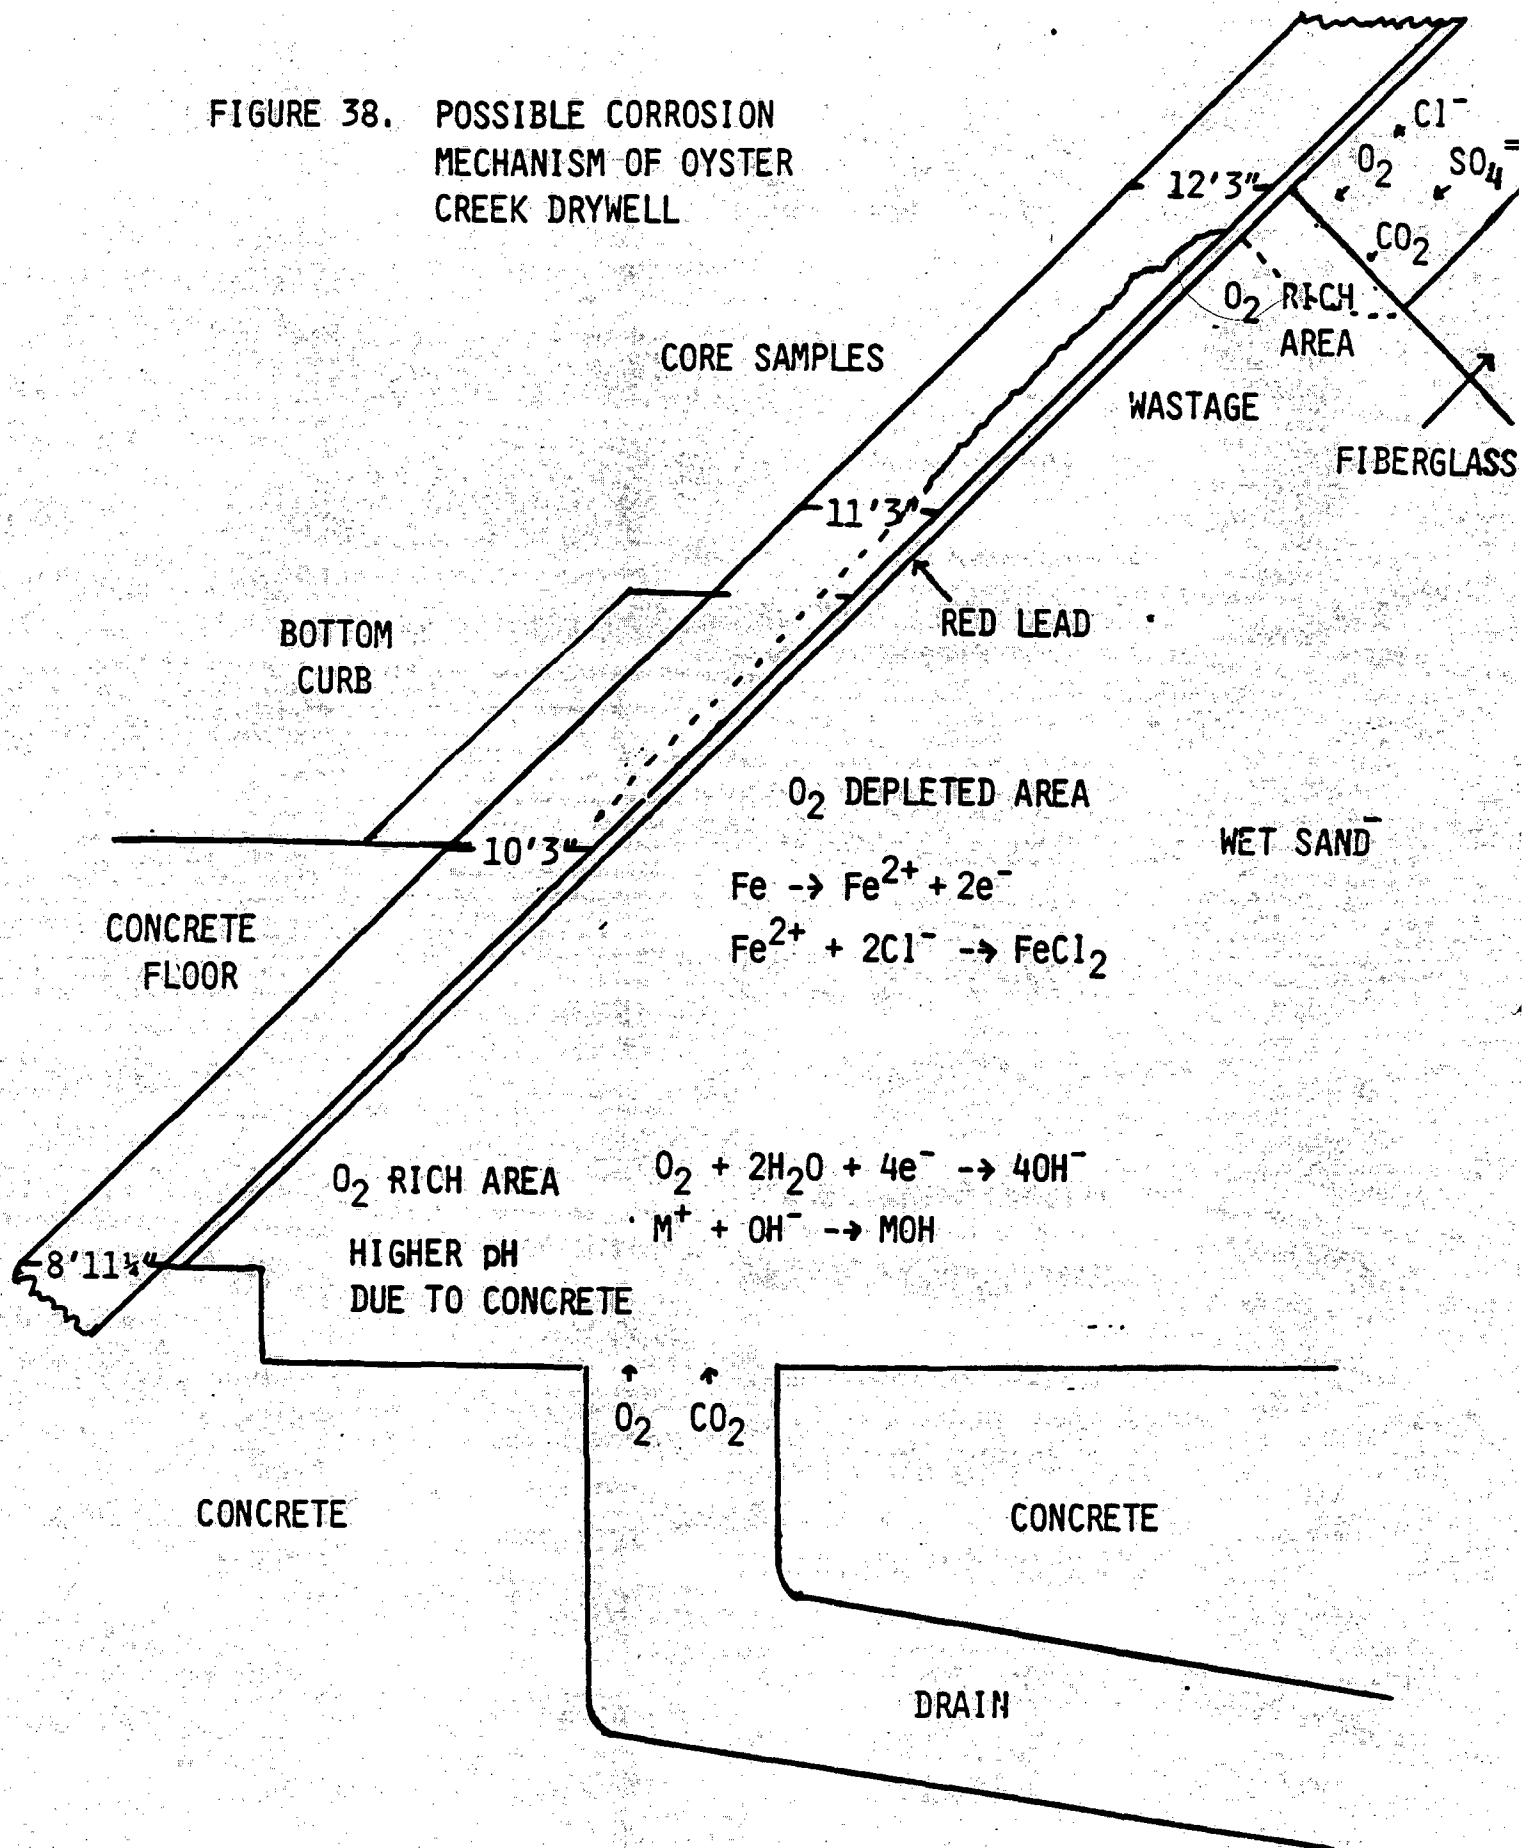 FIGURE 38. POSSIBLE CORROSION
MECHANISM OF OYSTER
CREEK DRYWELL
Cl⁻
O₂
SO₄⁼
12'3"
CO₂
O₂ RICH
AREA
CORE SAMPLES
WASTAGE
FIBERGLASS
11'3"
RED LEAD
BOTTOM
CURB
O₂ DEPLETED AREA
WET SAND
10'3"
Fe → Fe²⁺ + 2e⁻
Fe²⁺ + 2Cl⁻ → FeCl₂
CONCRETE
FLOOR
O₂ RICH AREA
O₂ + 2H₂O + 4e⁻ → 4OH⁻
M⁺ + OH⁻ → MOH
HIGHER pH
DUE TO CONCRETE
8'11¼"
O₂ CO₂
CONCRETE
CONCRETE
DRAIN